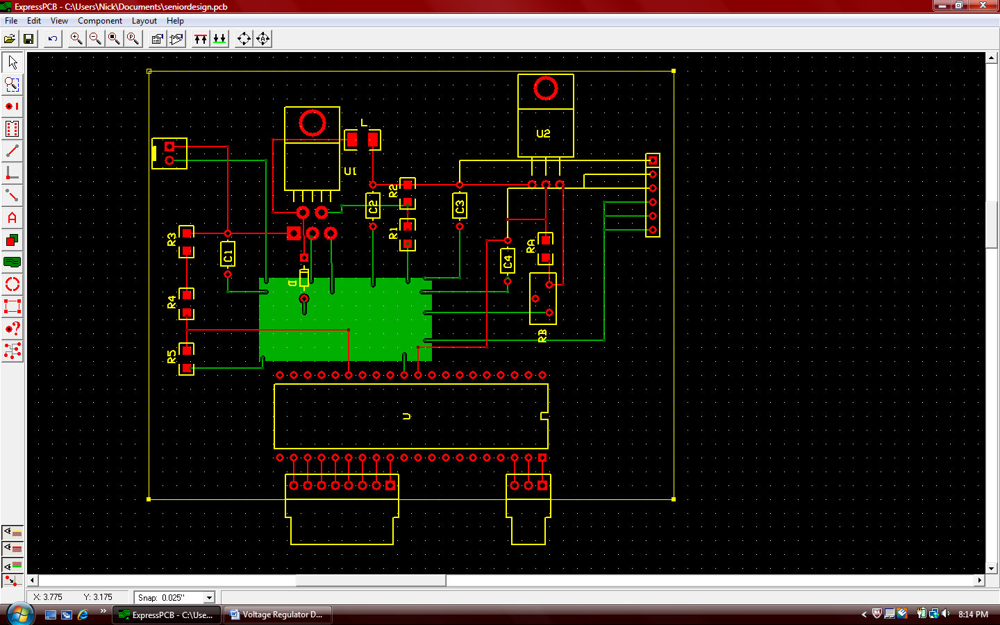 ExpressPCB - C:\Users\Nick\Documents\seniordesign.pcb
File Edit View Component Layout Help
L
U2
U1
R2
C2
C3
R1
R3
C1
RA
C4
D
R4
RB
R5
U
X: 3.775 Y: 3.175 Snap: 0.025"
ExpressPCB - C:\Use...
Voltage Regulator D...
8:14 PM